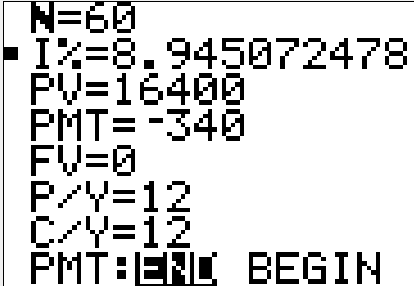 N=60
I%=8.945072478
PV=16400
PMT=-340
FV=0
P/Y=12
C/Y=12
PMT:END BEGIN